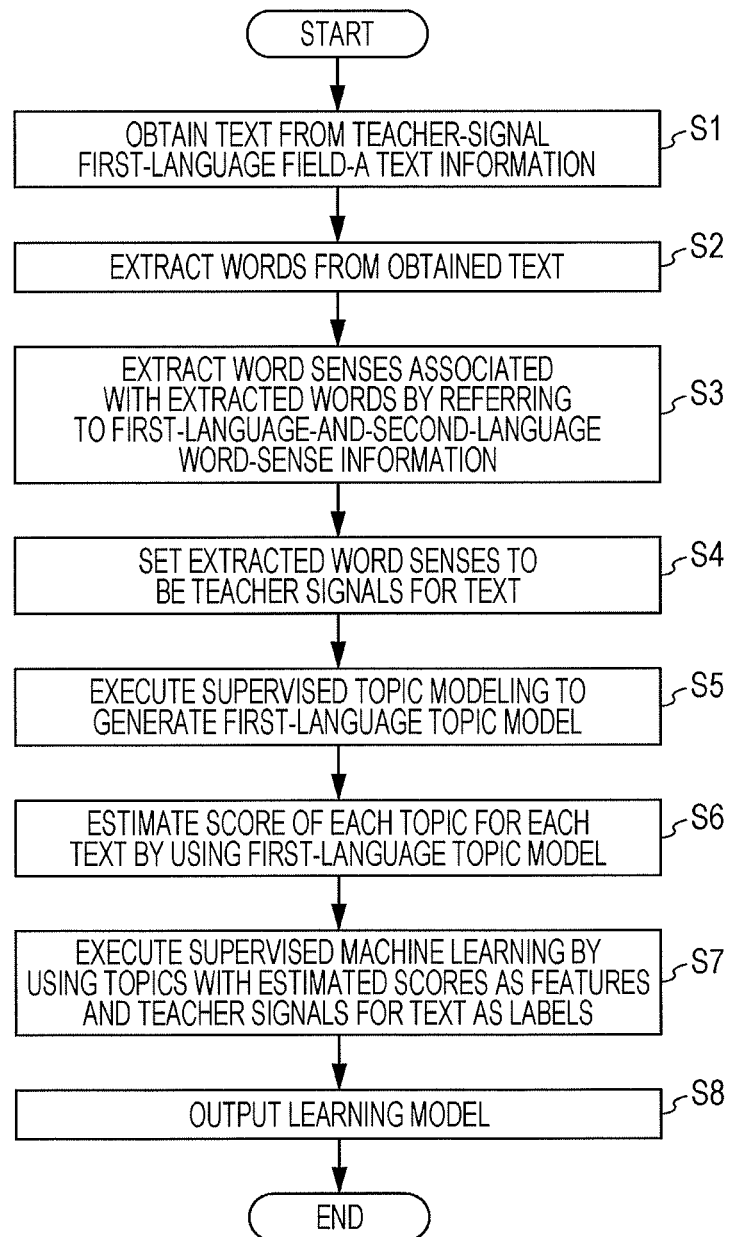 START
OBTAIN TEXT FROM TEACHER-SIGNAL
FIRST-LANGUAGE FIELD-A TEXT INFORMATION
S1
EXTRACT WORDS FROM OBTAINED TEXT
S2
EXTRACT WORD SENSES ASSOCIATED
WITH EXTRACTED WORDS BY REFERRING
TO FIRST-LANGUAGE-AND-SECOND-LANGUAGE
WORD-SENSE INFORMATION
S3
SET EXTRACTED WORD SENSES TO
BE TEACHER SIGNALS FOR TEXT
S4
EXECUTE SUPERVISED TOPIC MODELING TO
GENERATE FIRST-LANGUAGE TOPIC MODEL
S5
ESTIMATE SCORE OF EACH TOPIC FOR EACH
TEXT BY USING FIRST-LANGUAGE TOPIC MODEL
S6
EXECUTE SUPERVISED MACHINE LEARNING BY
USING TOPICS WITH ESTIMATED SCORES AS FEATURES
AND TEACHER SIGNALS FOR TEXT AS LABELS
S7
OUTPUT LEARNING MODEL
S8
END